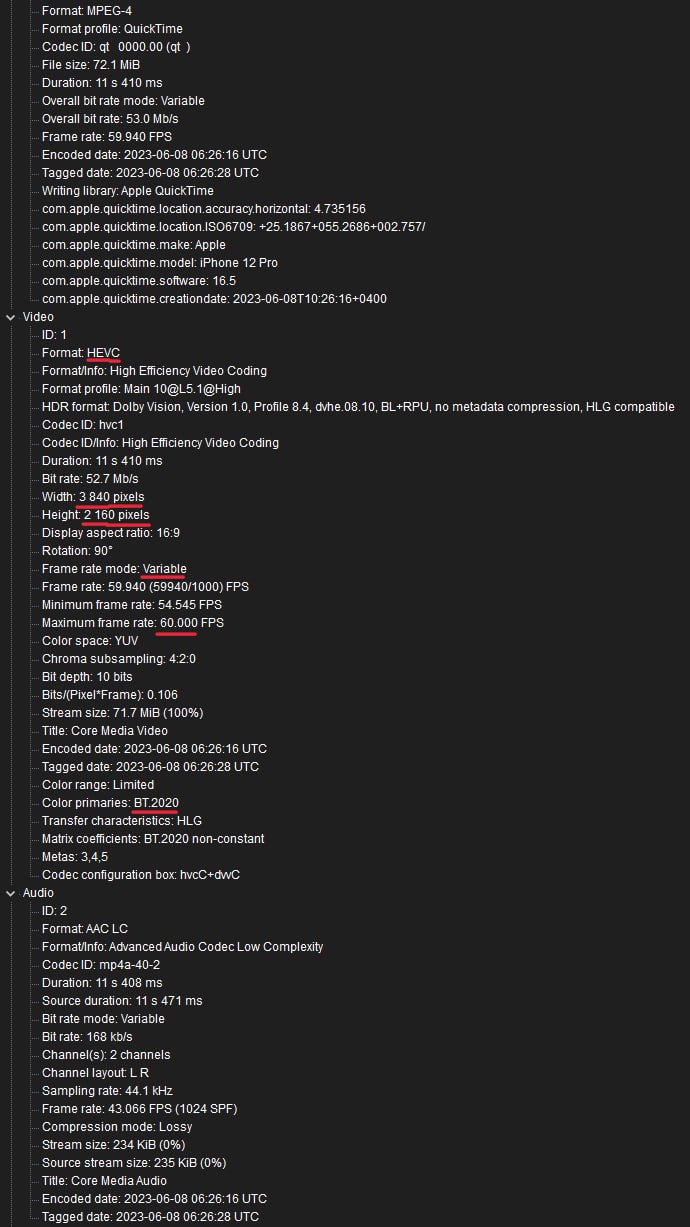 Format: MPEG-4
Format profile: QuickTime
Codec ID: qt   0000.00 (qt  )
File size: 72.1 MiB
Duration: 11 s 410 ms
Overall bit rate mode: Variable
Overall bit rate: 53.0 Mb/s
Frame rate: 59.940 FPS
Encoded date: 2023-06-08 06:26:16 UTC
Tagged date: 2023-06-08 06:26:28 UTC
Writing library: Apple QuickTime
com.apple.quicktime.location.accuracy.horizontal: 4.735156
com.apple.quicktime.location.ISO6709: +25.1867+055.2686+002.757/
com.apple.quicktime.make: Apple
com.apple.quicktime.model: iPhone 12 Pro
com.apple.quicktime.software: 16.5
com.apple.quicktime.creationdate: 2023-06-08T10:26:16+0400
Video
ID: 1
Format: HEVC
Format/Info: High Efficiency Video Coding
Format profile: Main 10@L5.1@High
HDR format: Dolby Vision, Version 1.0, Profile 8.4, dvhe.08.10, BL+RPU, no metadata compression, HLG compatible
Codec ID: hvc1
Codec ID/Info: High Efficiency Video Coding
Duration: 11 s 410 ms
Bit rate: 52.7 Mb/s
Width: 3 840 pixels
Height: 2 160 pixels
Display aspect ratio: 16:9
Rotation: 90°
Frame rate mode: Variable
Frame rate: 59.940 (59940/1000) FPS
Minimum frame rate: 54.545 FPS
Maximum frame rate: 60.000 FPS
Color space: YUV
Chroma subsampling: 4:2:0
Bit depth: 10 bits
Bits/(Pixel*Frame): 0.106
Stream size: 71.7 MiB (100%)
Title: Core Media Video
Encoded date: 2023-06-08 06:26:16 UTC
Tagged date: 2023-06-08 06:26:28 UTC
Color range: Limited
Color primaries: BT.2020
Transfer characteristics: HLG
Matrix coefficients: BT.2020 non-constant
Metas: 3,4,5
Codec configuration box: hvcC+dvvC
Audio
ID: 2
Format: AAC LC
Format/Info: Advanced Audio Codec Low Complexity
Codec ID: mp4a-40-2
Duration: 11 s 408 ms
Source duration: 11 s 471 ms
Bit rate mode: Variable
Bit rate: 168 kb/s
Channel(s): 2 channels
Channel layout: L R
Sampling rate: 44.1 kHz
Frame rate: 43.066 FPS (1024 SPF)
Compression mode: Lossy
Stream size: 234 KiB (0%)
Source stream size: 235 KiB (0%)
Title: Core Media Audio
Encoded date: 2023-06-08 06:26:16 UTC
Tagged date: 2023-06-08 06:26:28 UTC